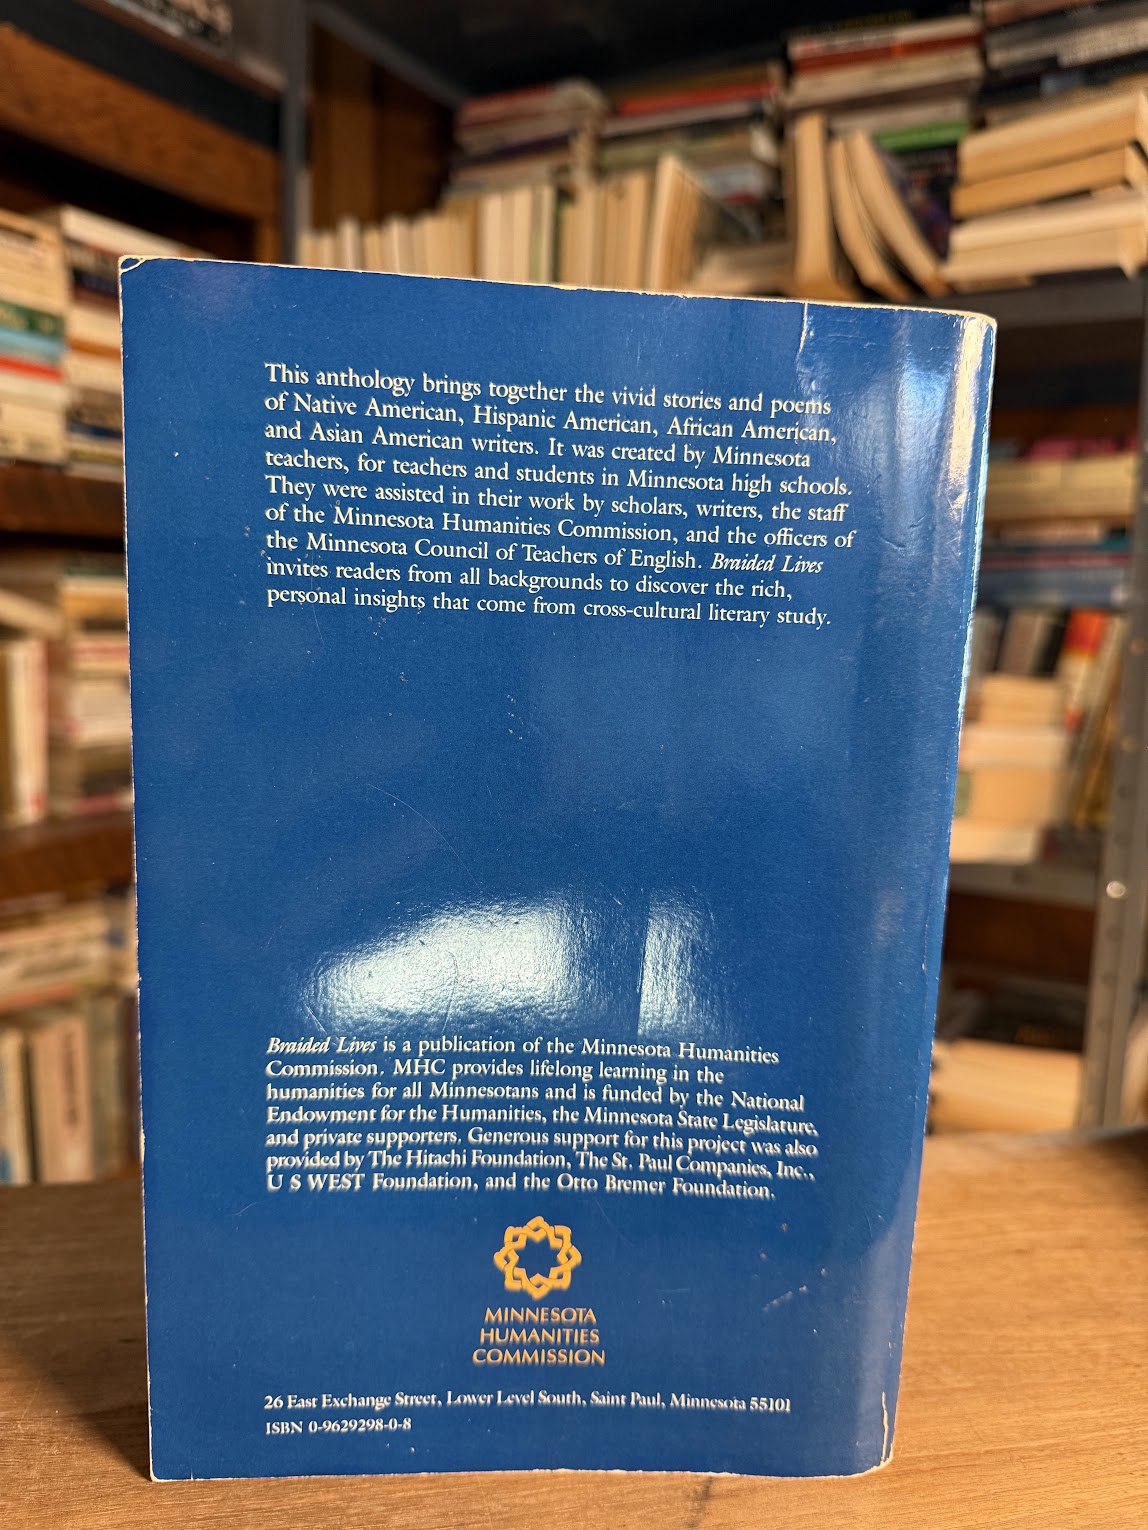 This anthology brings together the vivid stories and poems
of Native American, Hispanic American, African American,
and Asian American writers. It was created by Minnesota
teachers, for teachers and students in Minnesota high schools.
They were assisted in their work by scholars, writers, the staff
of the Minnesota Humanities Commission, and the officers of
the Minnesota Council of Teachers of English. Braided Lives
invites readers from all backgrounds to discover the rich,
personal insights that come from cross-cultural literary study.
Braided Lives is a publication of the Minnesota Humanities
Commission. MHC provides lifelong learning in the
humanities for all Minnesotans and is funded by the National
Endowment for the Humanities, the Minnesota State Legislature,
and private supporters. Generous support for this project was also
provided by The Hitachi Foundation, The St. Paul Companies, Inc.,
U S WEST Foundation, and the Otto Bremer Foundation.
MINNESOTA
HUMANITIES
COMMISSION
26 East Exchange Street, Lower Level South, Saint Paul, Minnesota 55101
ISBN 0-9629298-0-8